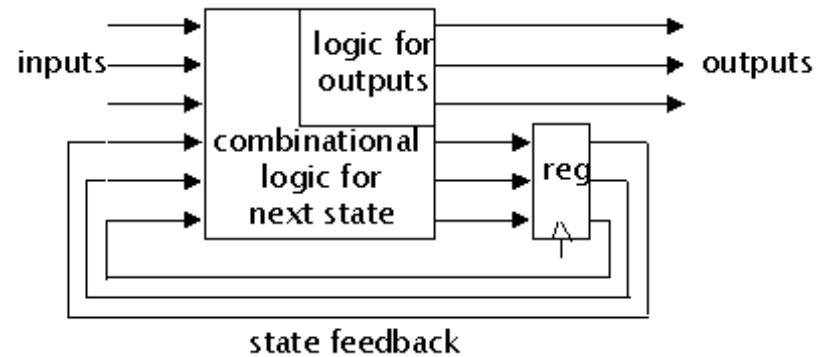 logic for
outputs
inputs
outputs
combinational
logic for
next state
reg
state feedback